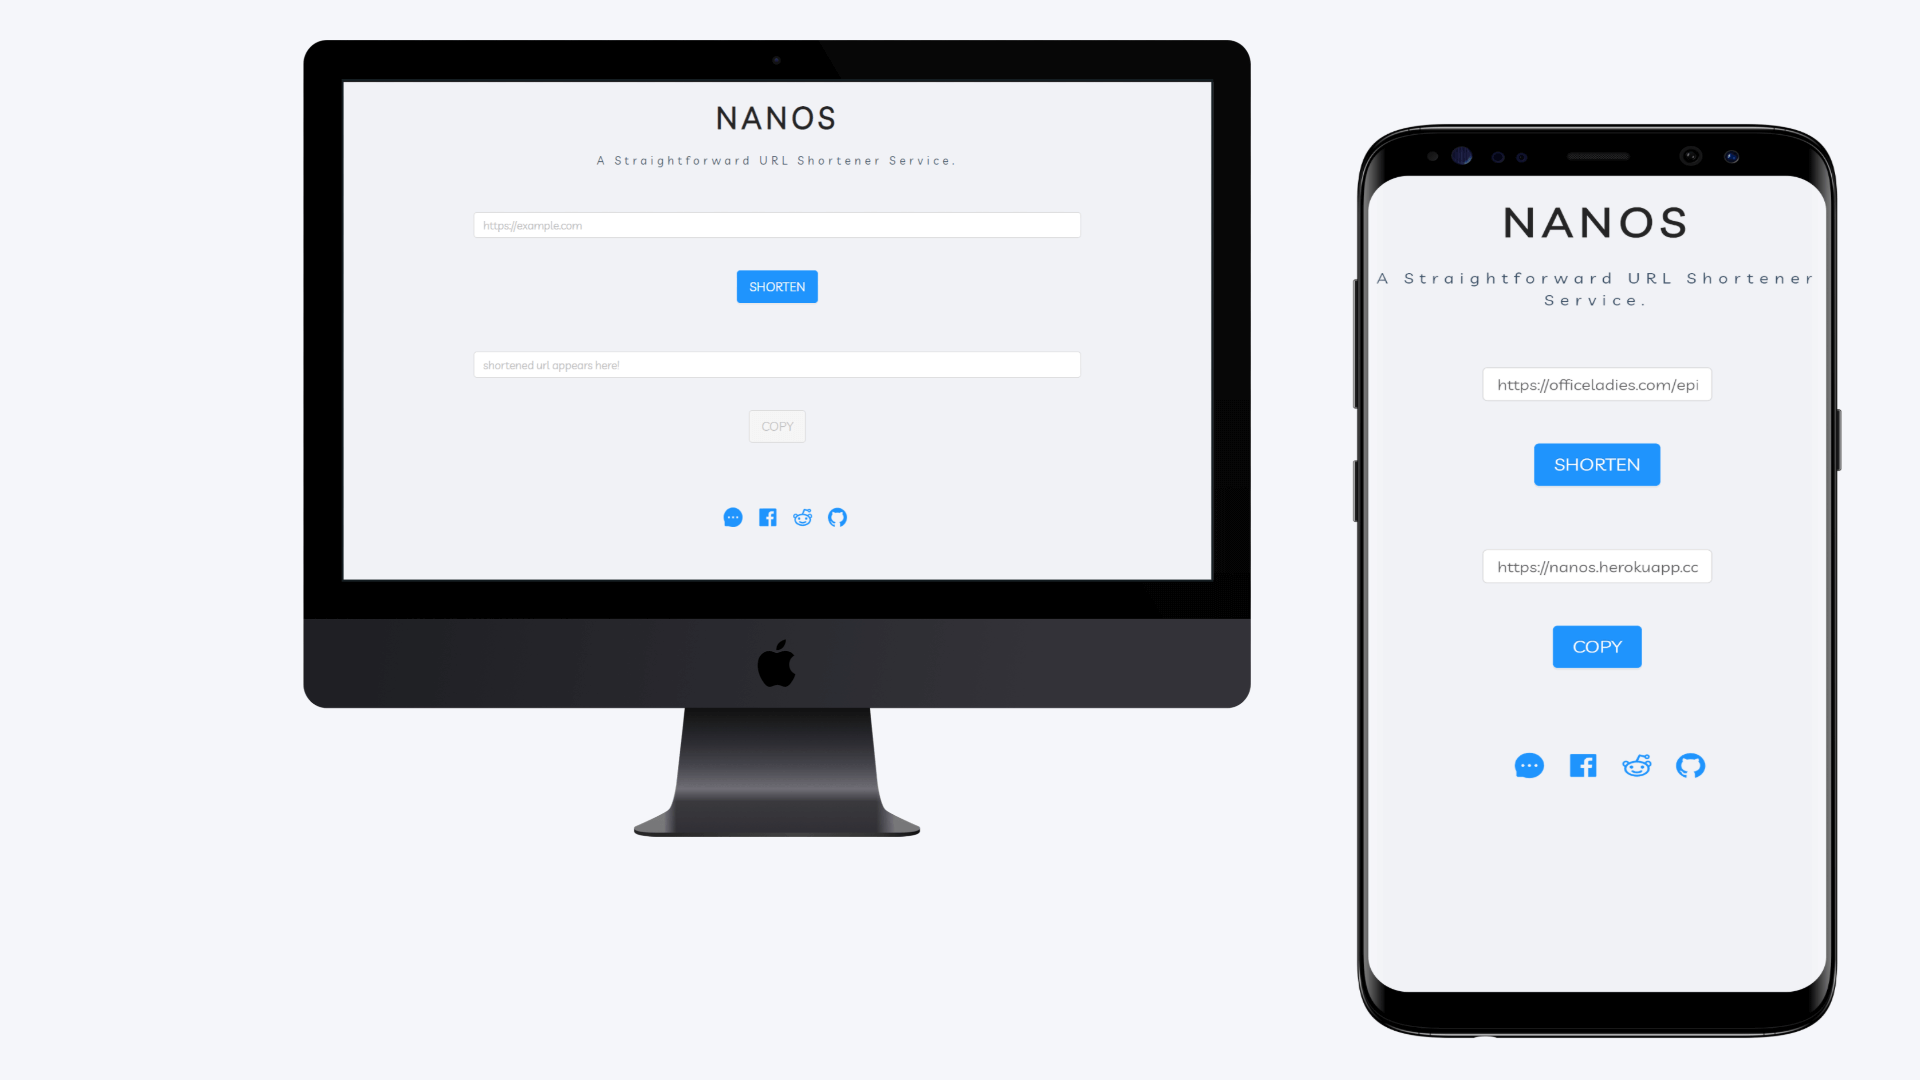 NANOS
A Straightforward URL Shortener Service.
https://example.com
SHORTEN
shortened url appears here!
COPY
NANOS
A Straightforward URL Shortener
Service.
https://officeladies.com/epi
SHORTEN
https://nanos.herokuapp.cc
COPY